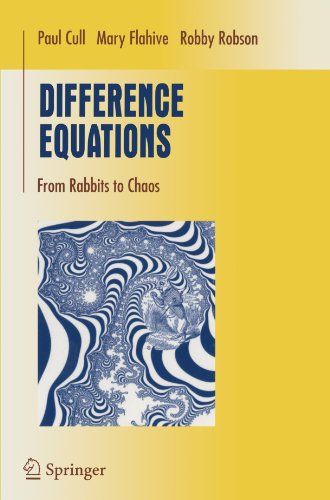 Paul Cull Mary Flahive Robby Robson
DIFFERENCE
EQUATIONS
From Rabbits to Chaos
Springer